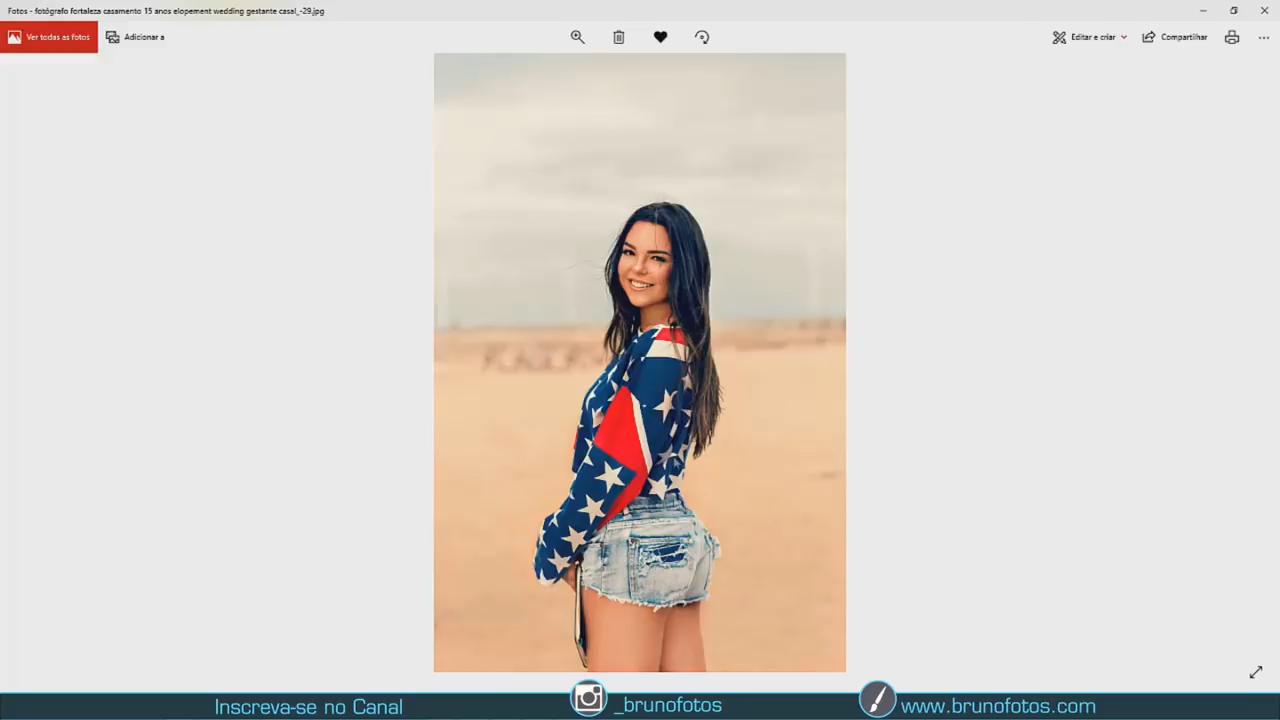 Fotos - fotógrafo fortaleza casamento 15 anos elopement wedding gestante casal_-29.jpg
Ver todas as fotos
Adicionar a
Editar e criar
Compartilhar
Inscreva-se no Canal
_brunofotos
www.brunofotos.com